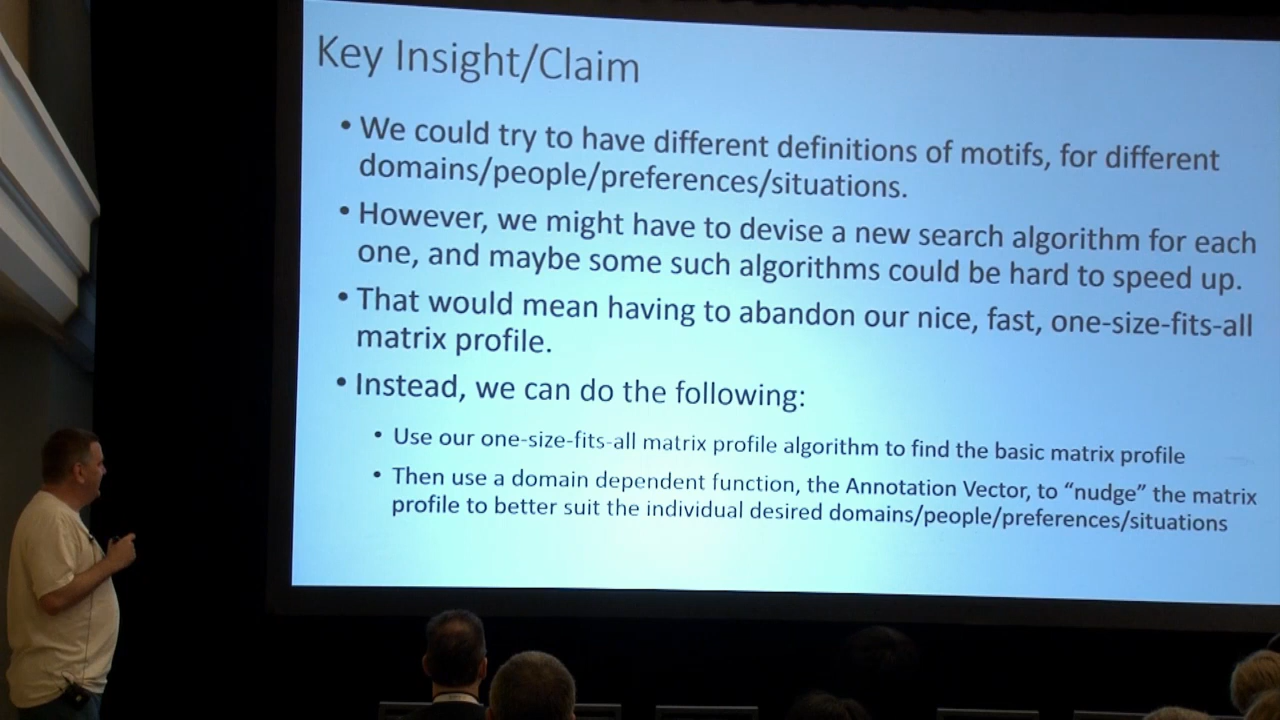 Key Insight/Claim
• We could try to have different definitions of motifs, for different
domains/people/preferences/situations.
• However, we might have to devise a new search algorithm for each
one, and maybe some such algorithms could be hard to speed up.
• That would mean having to abandon our nice, fast, one-size-fits-all
matrix profile.
• Instead, we can do the following:
• Use our one-size-fits-all matrix profile algorithm to find the basic matrix profile
• Then use a domain dependent function, the Annotation Vector, to “nudge” the matrix
profile to better suit the individual desired domains/people/preferences/situations